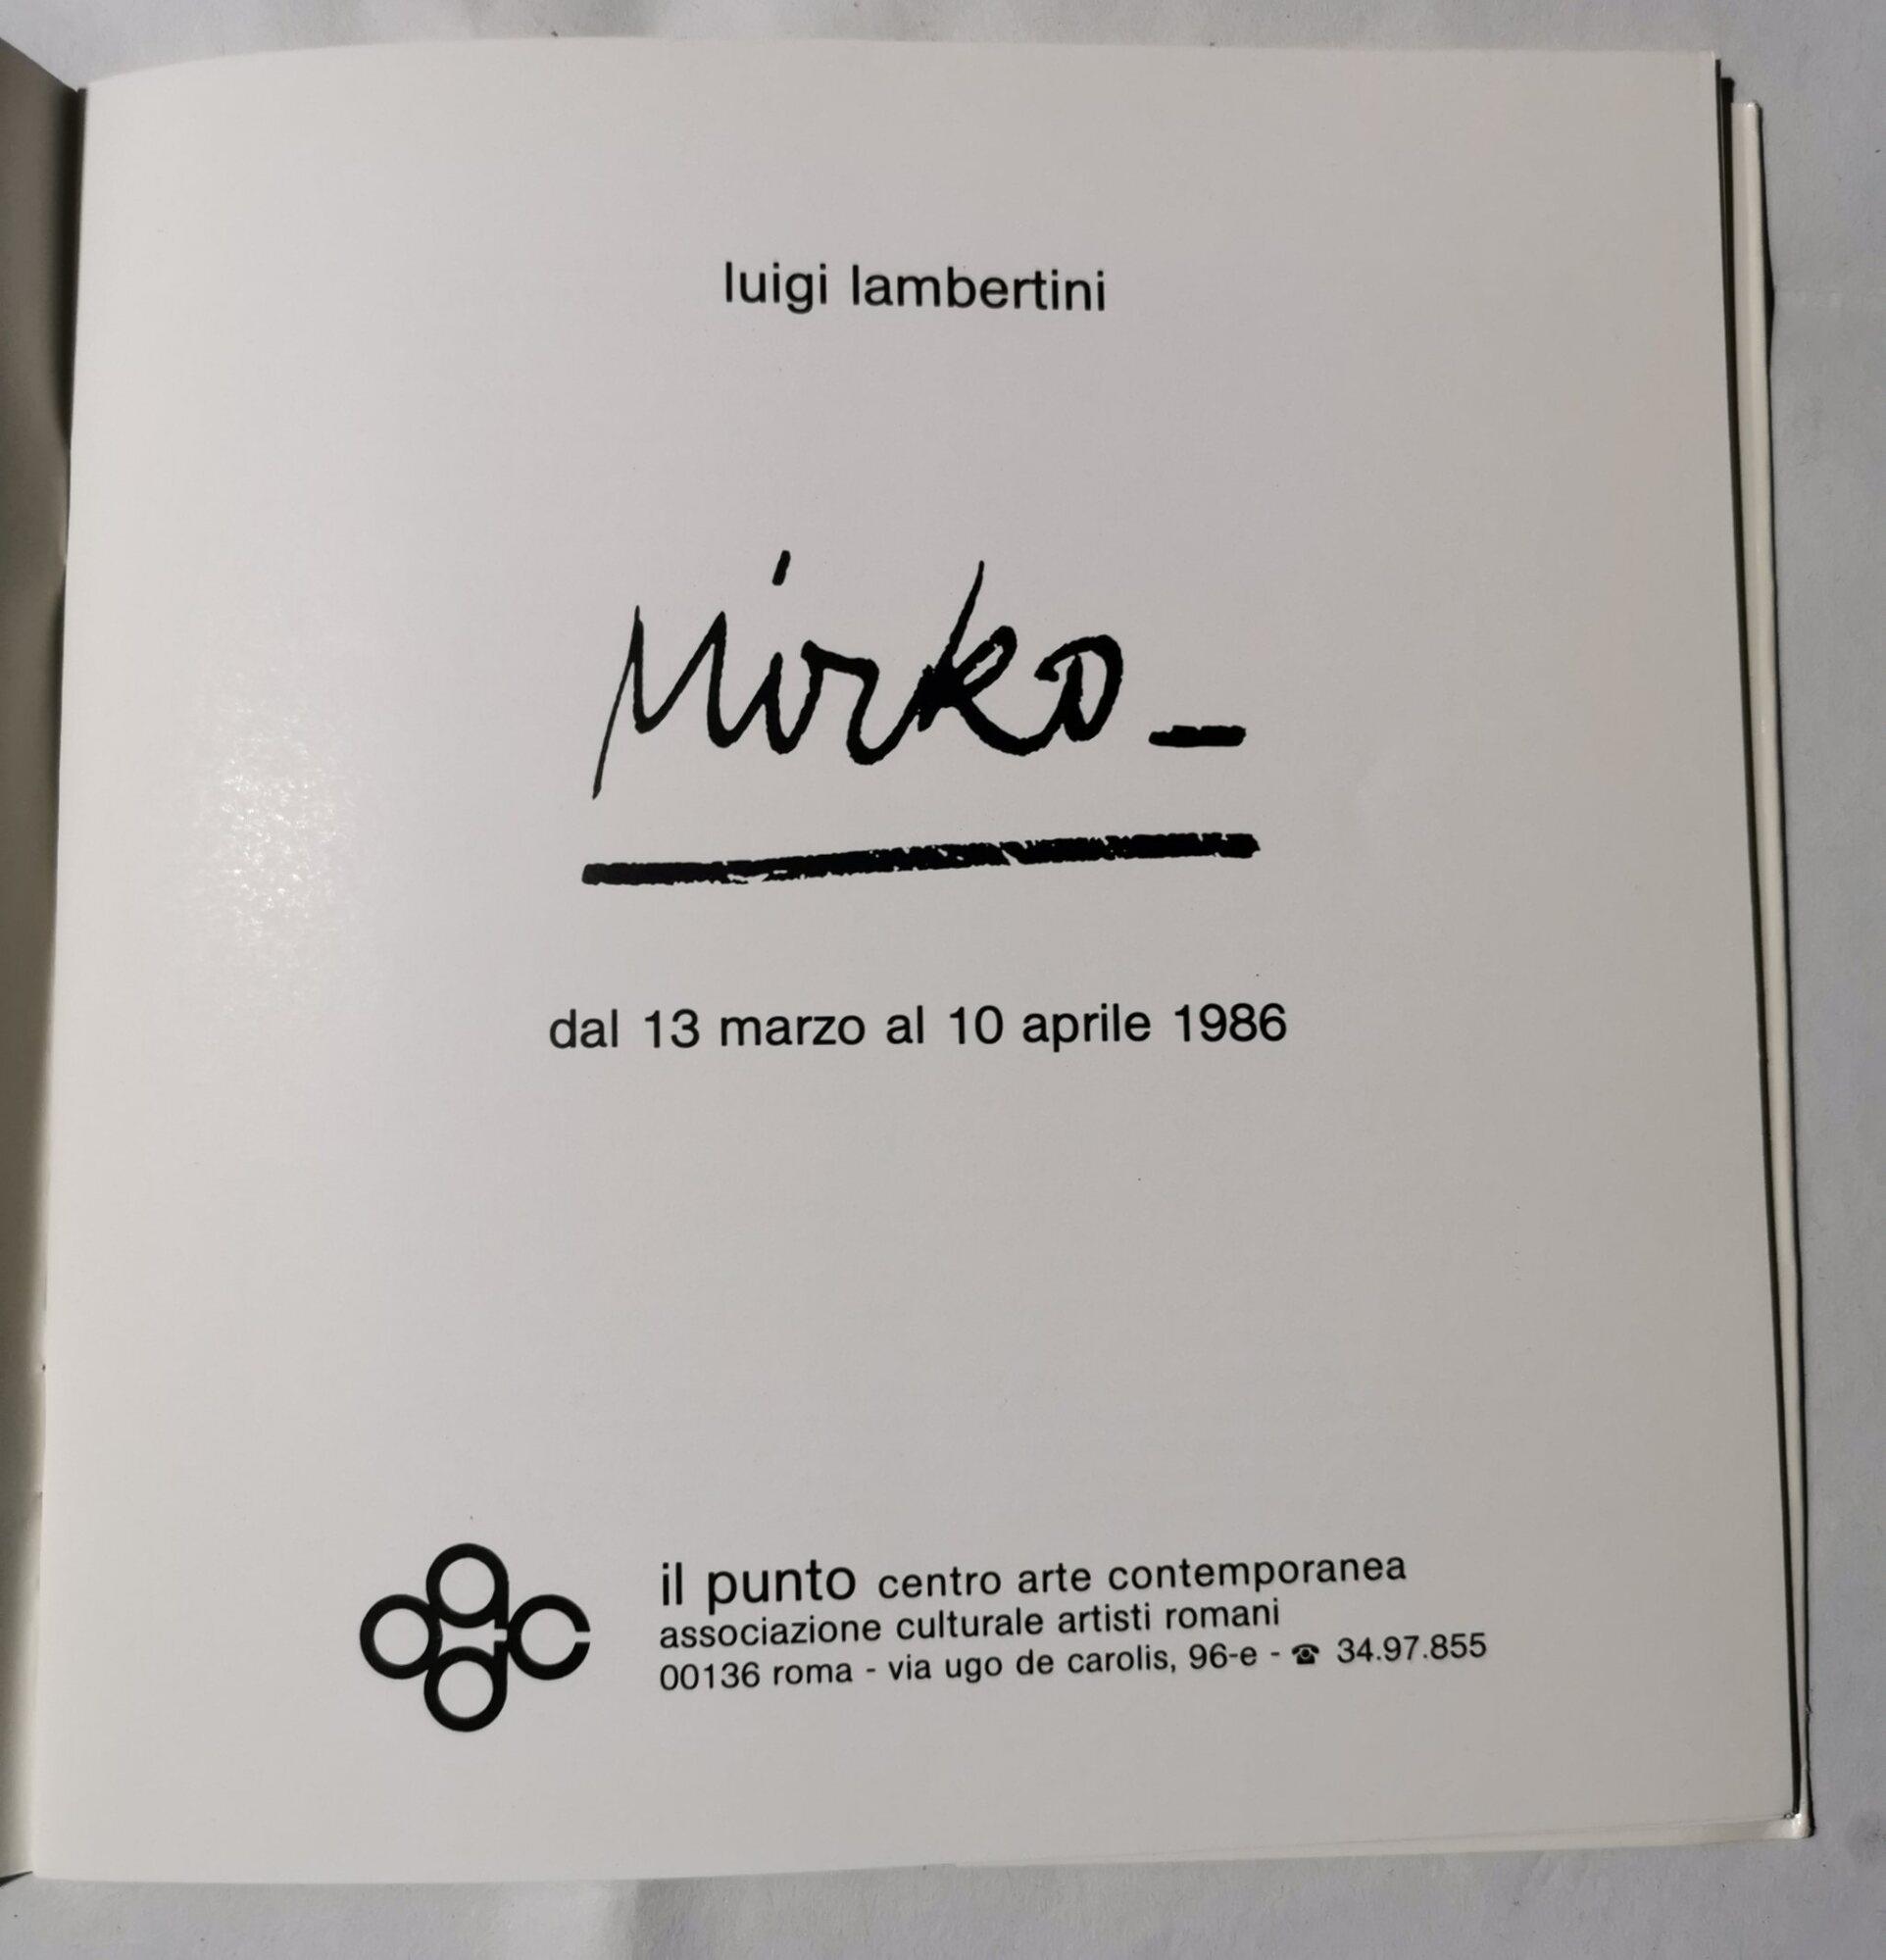 luigi lambertini
Mirko_
dal 13 marzo al 10 aprile 1986
il punto centro arte contemporanea
associazione culturale artisti romani
00136 roma - via ugo de carolis, 96-e - ☎ 34.97.855